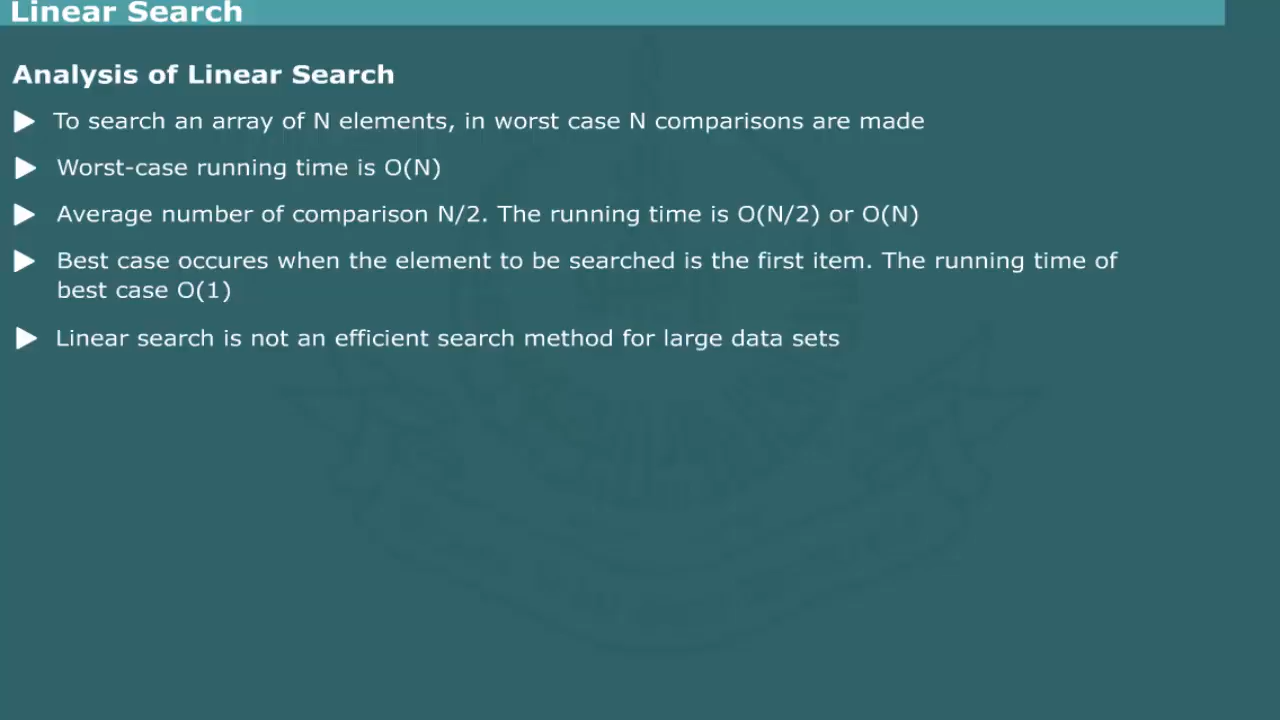 Linear Search
Analysis of Linear Search
To search an array of N elements, in worst case N comparisons are made
Worst-case running time is O(N)
Average number of comparison N/2. The running time is O(N/2) or O(N)
Best case occures when the element to be searched is the first item. The running time of
best case O(1)
Linear search is not an efficient search method for large data sets